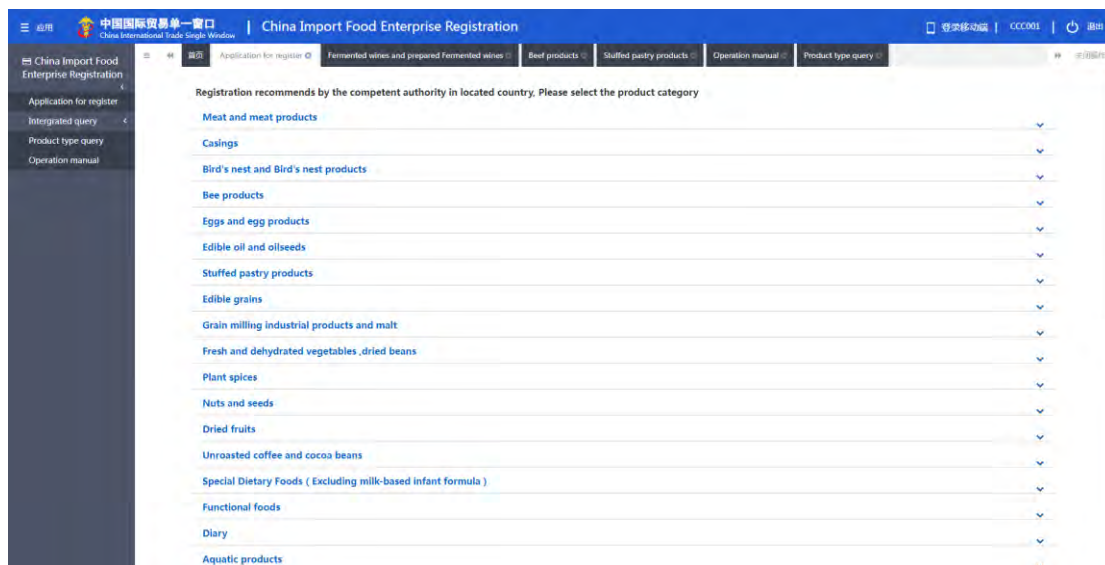 应用
中国国际贸易单一窗口
China International Trade Single Window
China Import Food Enterprise Registration
登录移动端
CCC001
退出
China Import Food
Enterprise Registration
Application for register
Intergrated query
Product type query
Operation manual
首页
Application for register
Fermented wines and prepared Fermented wines
Beef products
Stuffed pastry products
Operation manual
Product type query
关闭操作
Registration recommends by the competent authority in located country, Please select the product category
Meat and meat products
Casings
Bird's nest and Bird's nest products
Bee products
Eggs and egg products
Edible oil and oilseeds
Stuffed pastry products
Edible grains
Grain milling industrial products and malt
Fresh and dehydrated vegetables ,dried beans
Plant spices
Nuts and seeds
Dried fruits
Unroasted coffee and cocoa beans
Special Dietary Foods ( Excluding milk-based infant formula )
Functional foods
Diary
Aquatic products